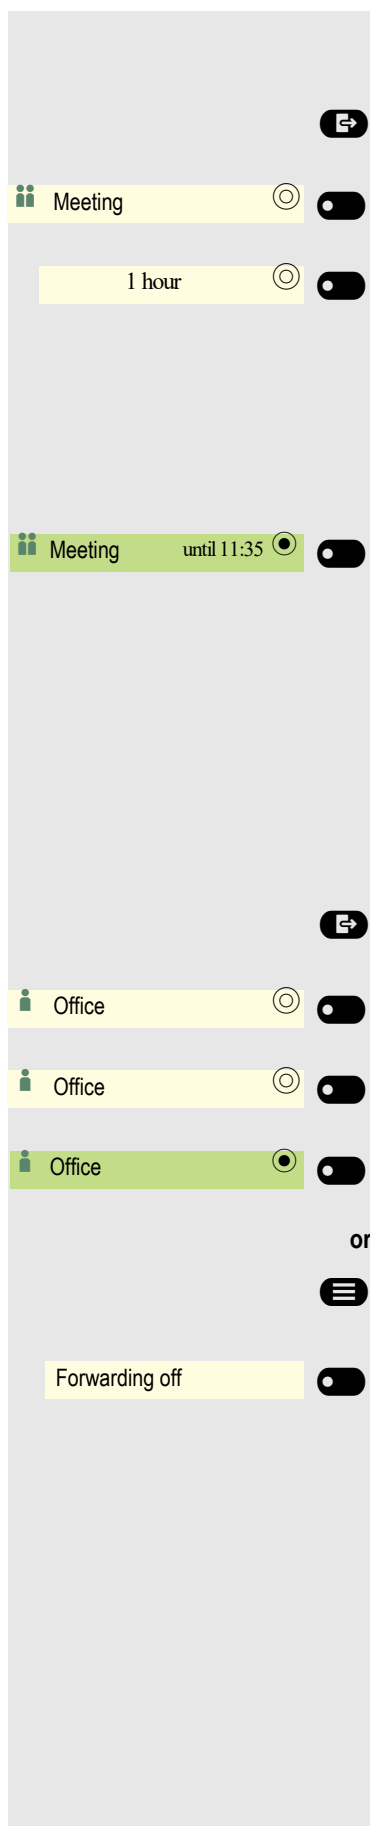 Meeting
1 hour
Meeting until 11:35
Office
Office
Office
or
Forwarding off